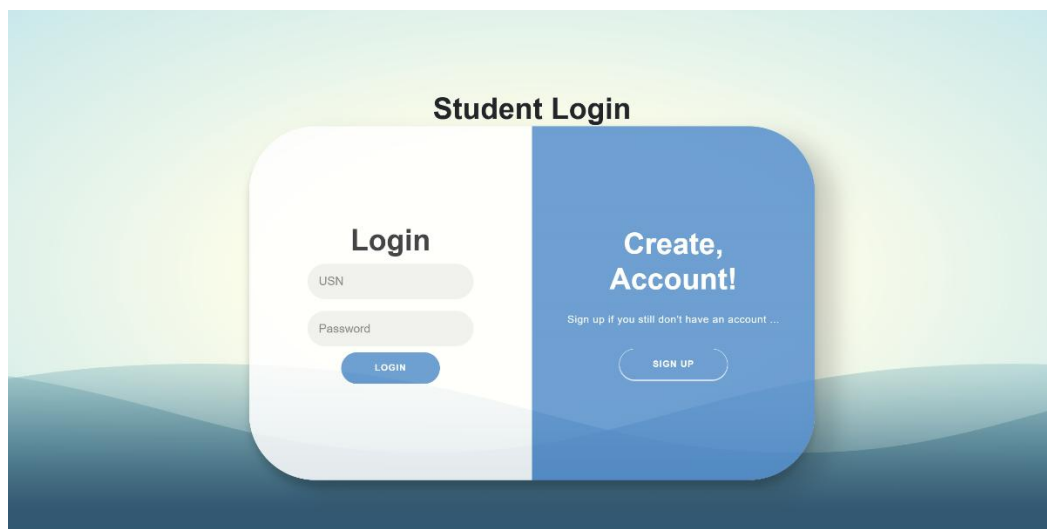 Student Login
Login
USN
Password
LOGIN
Create,
Account!
Sign up if you still don't have an account ...
SIGN UP